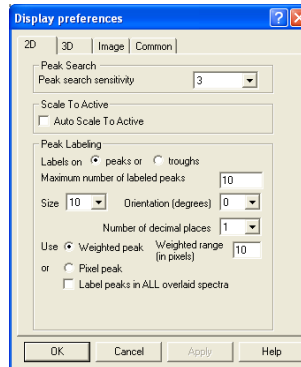 Display preferences
2D 3D Image Common
Peak Search
Peak search sensitivity 3
Scale To Active
Auto Scale To Active
Peak Labeling
Labels on peaks or troughs
Maximum number of labeled peaks 10
Size 10 Orientation (degrees) 0
Number of decimal places 1
Use Weighted peak Weighted range (in pixels) 10
or Pixel peak
Label peaks in ALL overlaid spectra
OK Cancel Apply Help